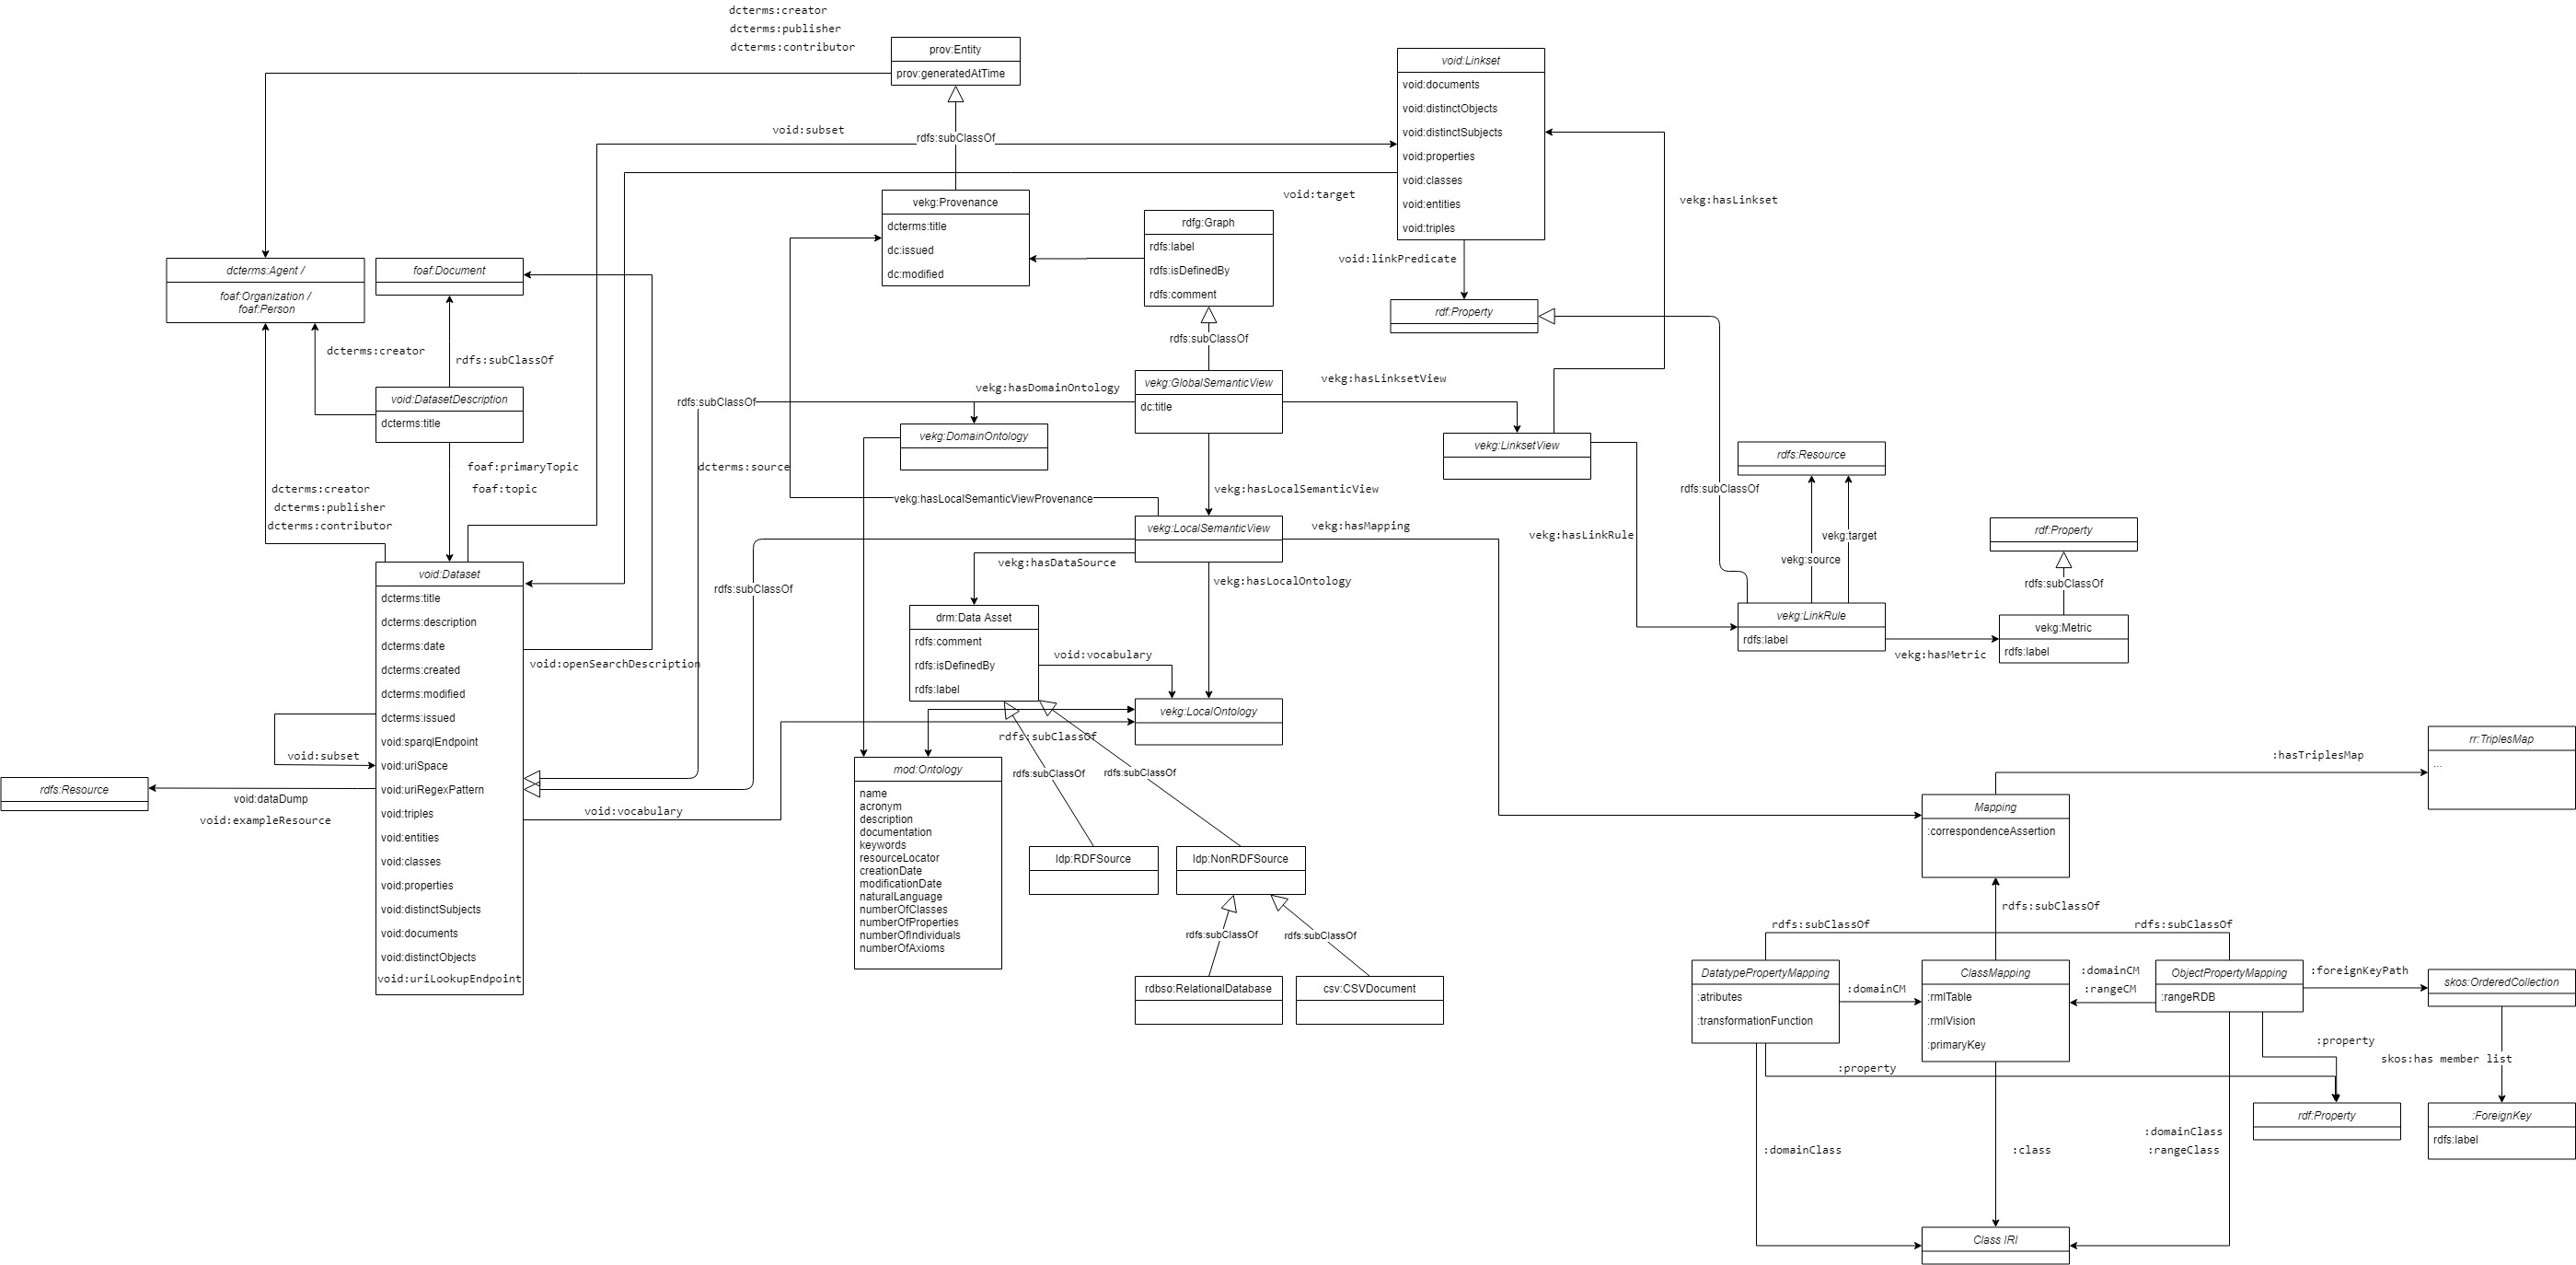 dcterms:creator
dcterms:publisher
dcterms:contributor
prov:Entity
prov:generatedAtTime
rdfs:subClassOf
void:subset
void:Linkset
void:documents
void:distinctObjects
void:distinctSubjects
void:properties
void:classes
void:entities
void:triples
void:target
vekg:hasLinkset
vekg:Provenance
dcterms:title
dc:issued
dc:modified
rdfg:Graph
rdfs:label
rdfs:isDefinedBy
rdfs:comment
void:linkPredicate
rdf:Property
dcterms:Agent /
foaf:Organization /
foaf:Person
foaf:Document
dcterms:creator
rdfs:subClassOf
void:DatasetDescription
dcterms:title
rdfs:subClassOf
vekg:GlobalSemanticView
dc:title
vekg:hasDomainOntology
vekg:hasLinksetView
rdfs:subClassOf
vekg:DomainOntology
vekg:LinksetView
dcterms:source
foaf:primaryTopic
foaf:topic
dcterms:creator
dcterms:publisher
dcterms:contributor
vekg:hasLocalSemanticViewProvenance
vekg:hasLocalSemanticView
vekg:LocalSemanticView
vekg:hasMapping
vekg:hasLinkRule
rdfs:Resource
rdfs:subClassOf
vekg:target
vekg:source
rdf:Property
rdfs:subClassOf
vekg:LinkRule
rdfs:label
vekg:hasMetric
vekg:Metric
rdfs:label
vekg:hasDataSource
vekg:hasLocalOntology
rdfs:subClassOf
drm:Data Asset
rdfs:comment
rdfs:isDefinedBy
rdfs:label
void:vocabulary
vekg:LocalOntology
void:Dataset
dcterms:title
dcterms:description
dcterms:date
dcterms:created
dcterms:modified
dcterms:issued
void:sparqlEndpoint
void:uriSpace
void:uriRegexPattern
void:triples
void:entities
void:classes
void:properties
void:distinctSubjects
void:documents
void:distinctObjects
void:uriLookupEndpoint
void:openSearchDescription
void:subset
rdfs:Resource
void:dataDump
void:exampleResource
void:vocabulary
rdfs:subClassOf
rdfs:subClassOf
rdfs:subClassOf
mod:Ontology
name
acronym
description
documentation
keywords
resourceLocator
creationDate
modificationDate
naturalLanguage
numberOfClasses
numberOfProperties
numberOfIndividuals
numberOfAxioms
ldp:RDFSource
ldp:NonRDFSource
rdfs:subClassOf
rdfs:subClassOf
rdbso:RelationalDatabase
csv:CSVDocument
:hasTriplesMap
rr:TriplesMap
...
Mapping
:correspondenceAssertion
rdfs:subClassOf
rdfs:subClassOf
rdfs:subClassOf
DatatypePropertyMapping
:atributes
:transformationFunction
:domainCM
ClassMapping
:rmlTable
:rmlVision
:primaryKey
:domainCM
:rangeCM
ObjectPropertyMapping
:rangeRDB
:foreignKeyPath
skos:OrderedCollection
:property
skos:has member list
:property
rdf:Property
:ForeignKey
rdfs:label
:domainClass
:class
:domainClass
:rangeClass
Class IRI